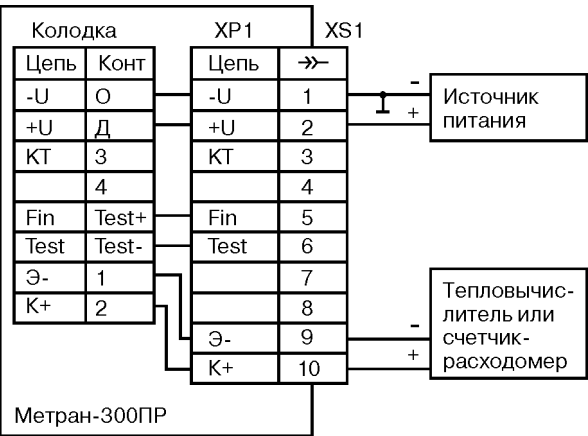 Колодка XP1 XS1
Цепь Конт Цепь
-U О -U 1 - Источник
+U Д +U 2 + питания
КТ 3 КТ 3
4 4
Fin Test+ Fin 5
Test Test- Test 6
Э- 1 7
К+ 2 8
Э- 9 - Тепловычис-
К+ 10 + литель или
счетчик-
расходомер
Метран-300ПР